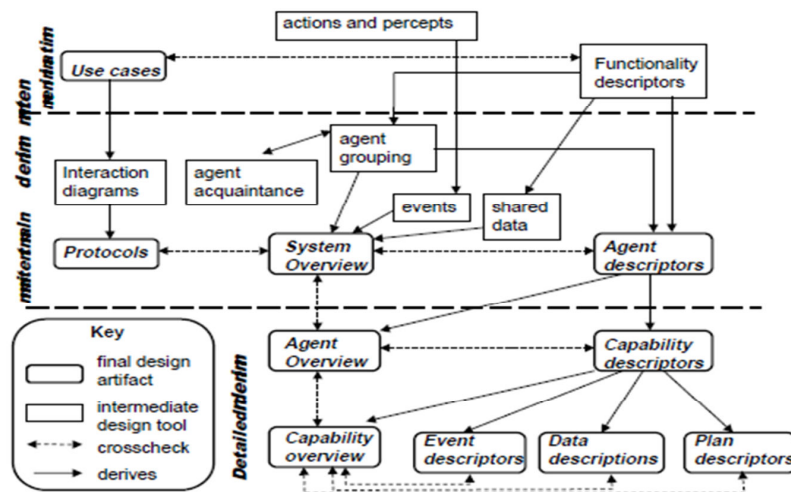 actions and percepts
Use cases
Functionality
descriptors
agent
grouping
Interaction
diagrams
agent
acquaintance
events
shared
data
Protocols
System
Overview
Agent
descriptors
Key
final design
artifact
intermediate
design tool
crosscheck
derives
Agent
Overview
Capability
descriptors
Capability
overview
Event
descriptors
Data
descriptions
Plan
descriptors